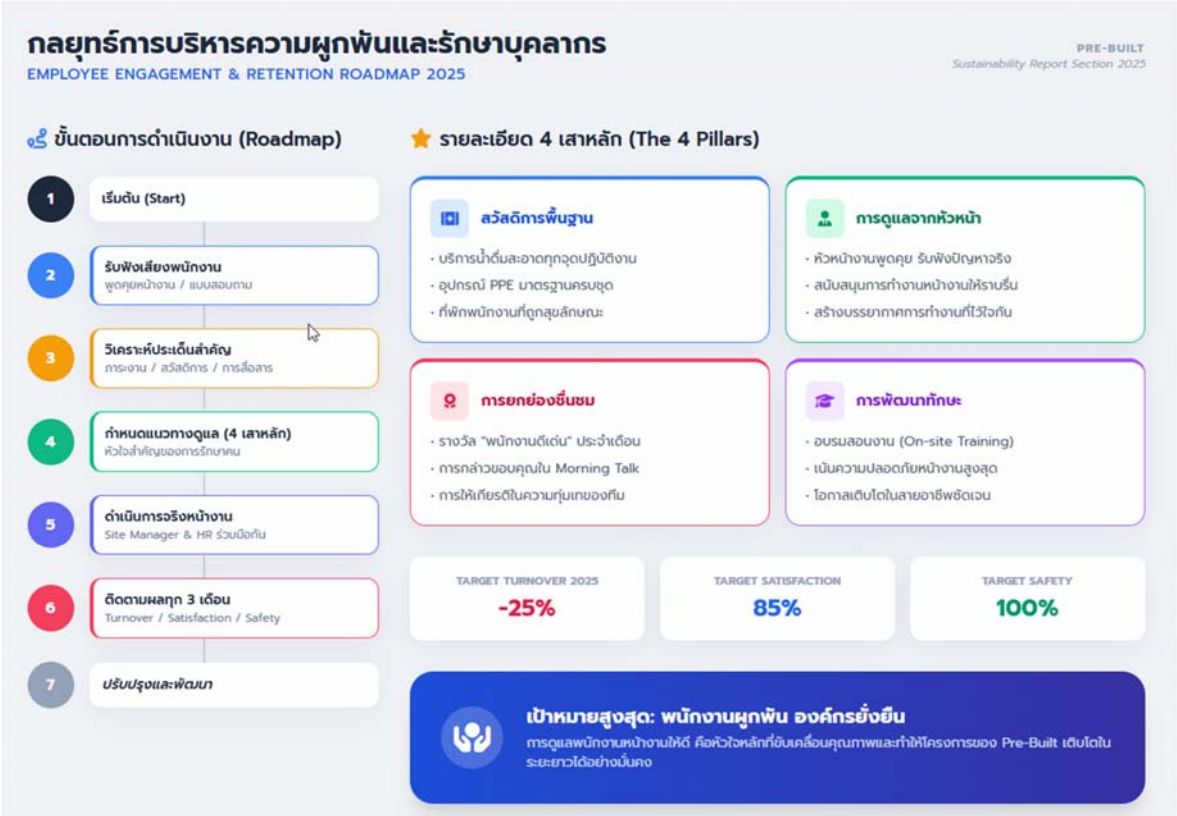 กลยุทธ์การบริหารความผูกพันและรักษาบุคลากร
EMPLOYEE ENGAGEMENT & RETENTION ROADMAP 2025
PRE-BUILT
Sustainability Report Section 2025
ขั้นตอนการดำเนินงาน (Roadmap)
1
เริ่มต้น (Start)
2
รับฟังเสียงพนักงาน
พูดคุยหน้างาน / แบบสอบถาม
3
วิเคราะห์ประเด็นสำคัญ
ภาระงาน / สวัสดิการ / การสื่อสาร
4
กำหนดแนวทางดูแล (4 เสาหลัก)
หัวใจสำคัญของการรักษาคน
5
ดำเนินการจริงหน้างาน
Site Manager & HR ร่วมมือกัน
6
ติดตามผลทุก 3 เดือน
Turnover / Satisfaction / Safety
7
ปรับปรุงและพัฒนา
รายละเอียด 4 เสาหลัก (The 4 Pillars)
สวัสดิการพื้นฐาน
· บริการน้ำดื่มสะอาดทุกจุดปฏิบัติงาน
· อุปกรณ์ PPE มาตรฐานครบชุด
· ที่พักพนักงานที่ถูกสุขลักษณะ
การดูแลจากหัวหน้า
· หัวหน้างานพูดคุย รับฟังปัญหาจริง
· สนับสนุนการทำงานหน้างานให้ราบรื่น
· สร้างบรรยากาศการทำงานที่ไว้ใจกัน
การยกย่องชื่นชม
· รางวัล "พนักงานดีเด่น" ประจำเดือน
· การกล่าวขอบคุณใน Morning Talk
· การให้เกียรติในความทุ่มเทของทีม
การพัฒนาทักษะ
· อบรมสอนงาน (On-site Training)
· เน้นความปลอดภัยหน้างานสูงสุด
· โอกาสเติบโตในสายอาชีพชัดเจน
TARGET TURNOVER 2025
-25%
TARGET SATISFACTION
85%
TARGET SAFETY
100%
เป้าหมายสูงสุด: พนักงานผูกพัน องค์กรยั่งยืน
การดูแลพนักงานหน้างานให้ดี คือหัวใจหลักที่ขับเคลื่อนคุณภาพและทำให้โครงการของ Pre-Built เติบโตใน
ระยะยาวได้อย่างมั่นคง